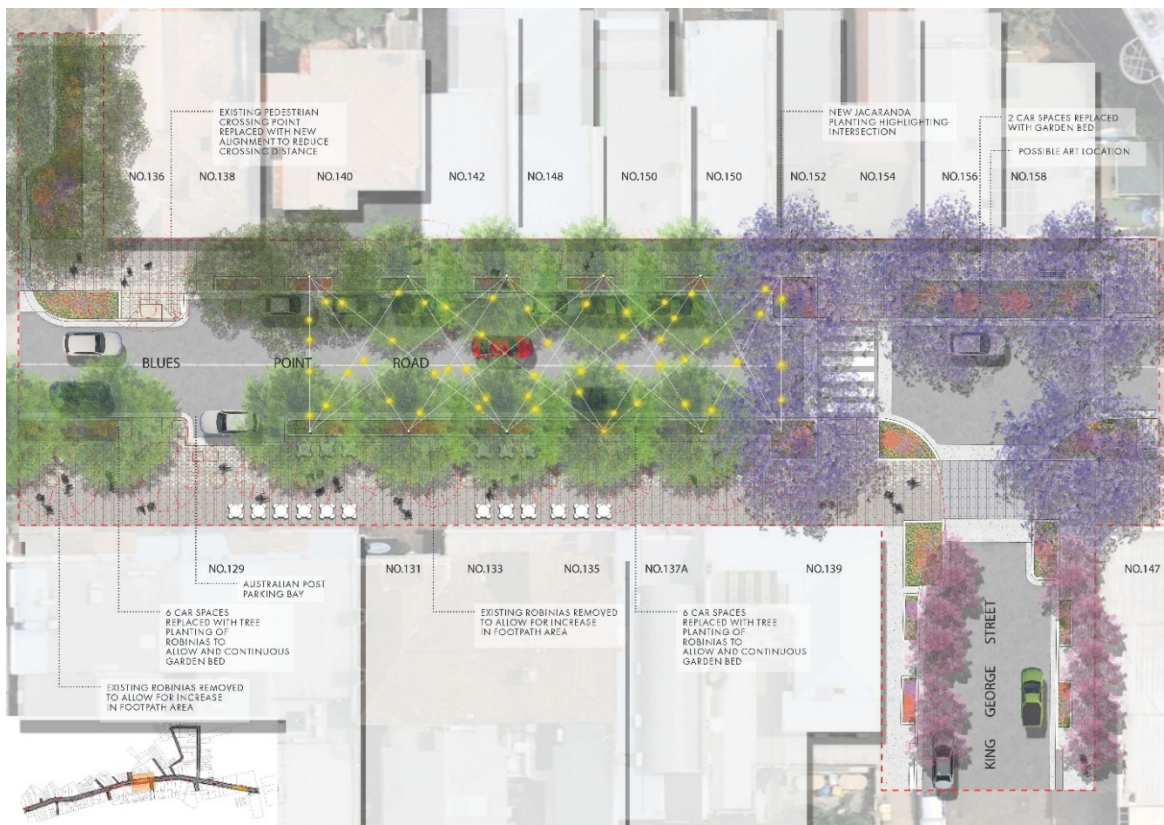 EXISTING PEDESTRIAN
CROSSING POINT
REPLACED WITH NEW
ALIGNMENT TO REDUCE
CROSSING DISTANCE
NEW JACARANDA
PLANTING HIGHLIGHTING
INTERSECTION
2 CAR SPACES REPLACED
WITH GARDEN BED
POSSIBLE ART LOCATION
NO.136
NO.138
NO.140
NO.142
NO.148
NO.150
NO.150
NO.152
NO.154
NO.156
NO.158
BLUES POINT ROAD
NO.129
NO.131
NO.133
NO.135
NO.137A
NO.139
NO.147
AUSTRALIAN POST
PARKING BAY
6 CAR SPACES
REPLACED WITH TREE
PLANTING OF
ROBINIAS TO
ALLOW AND CONTINUOUS
GARDEN BED
EXISTING ROBINIAS REMOVED
TO ALLOW FOR INCREASE
IN FOOTPATH AREA
6 CAR SPACES
REPLACED WITH TREE
PLANTING OF
ROBINIAS TO
ALLOW AND CONTINUOUS
GARDEN BED
EXISTING ROBINIAS REMOVED
TO ALLOW FOR INCREASE
IN FOOTPATH AREA
KING GEORGE STREET